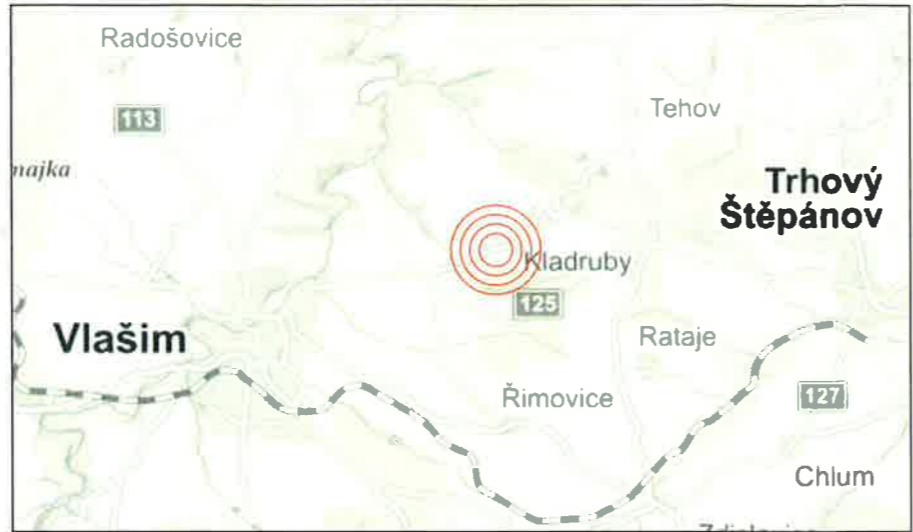 Radošovice
113
Tehov
najka
Trhový
Štěpánov
Kladruby
125
Vlašim
Rataje
Řimovice
127
Chlum